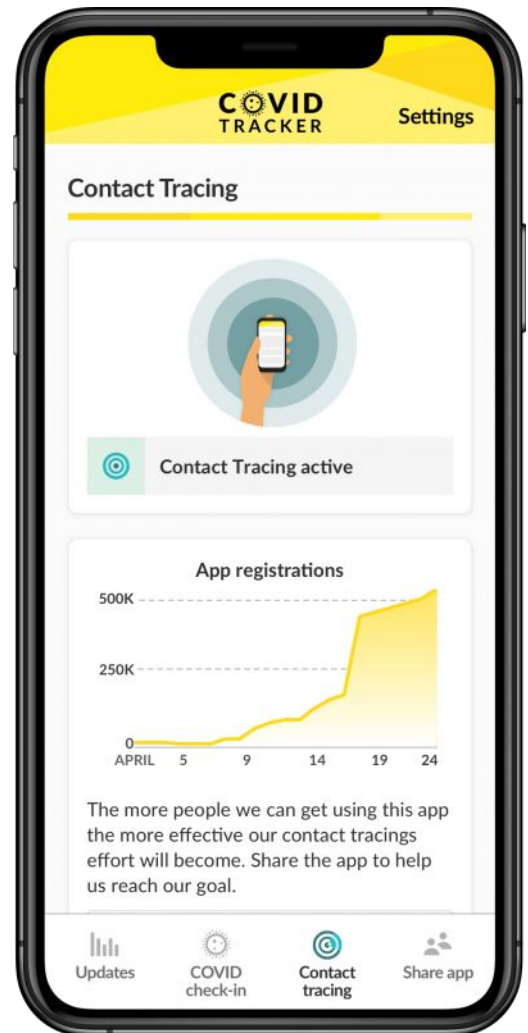 COVID
TRACKER
Settings
Contact Tracing
Contact Tracing active
App registrations
500K
250K
0
APRIL 5 9 14 19 24
The more people we can get using this app
the more effective our contact tracings
effort will become. Share the app to help
us reach our goal.
Updates
COVID
check-in
Contact
tracing
Share app